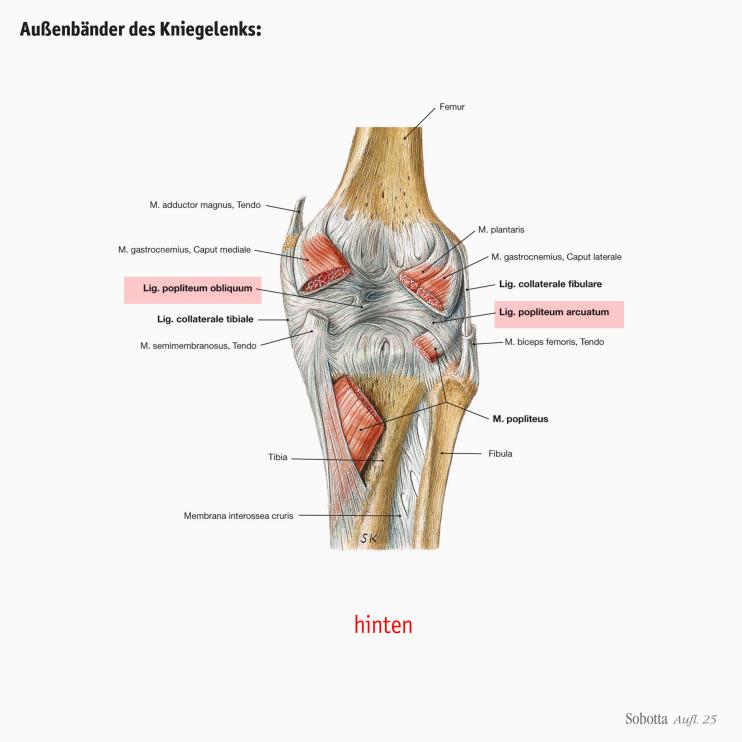 Außenbänder des Kniegelenks:
Femur
M. adductor magnus, Tendo
M. plantaris
M. gastrocnemius, Caput mediale
M. gastrocnemius, Caput laterale
Lig. popliteum obliquum
Lig. collaterale fibulare
Lig. popliteum arcuatum
Lig. collaterale tibiale
M. semimembranosus, Tendo
M. biceps femoris, Tendo
M. popliteus
Tibia
Fibula
Membrana interossea cruris
SK
hinten
Sobotta Aufl. 25